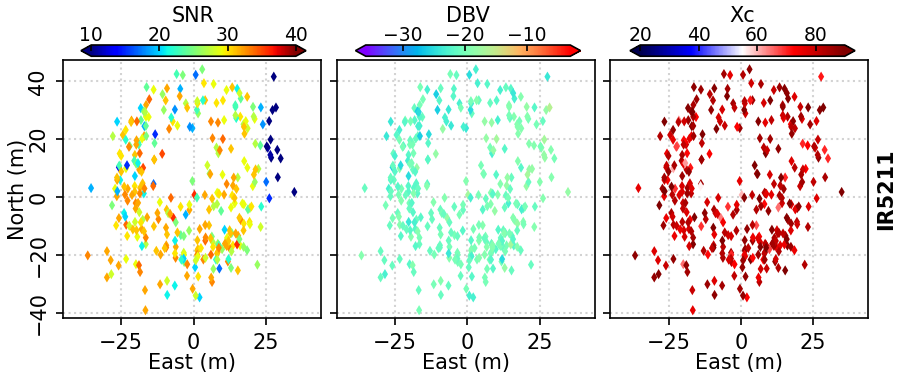 SNR DBV Xc
10 20 30 40 −30 −20 −10 20 40 60 80
40
20
0
−20
−40
North (m)
−25 0 25 −25 0 25 −25 0 25
East (m) East (m) East (m)
IR5211